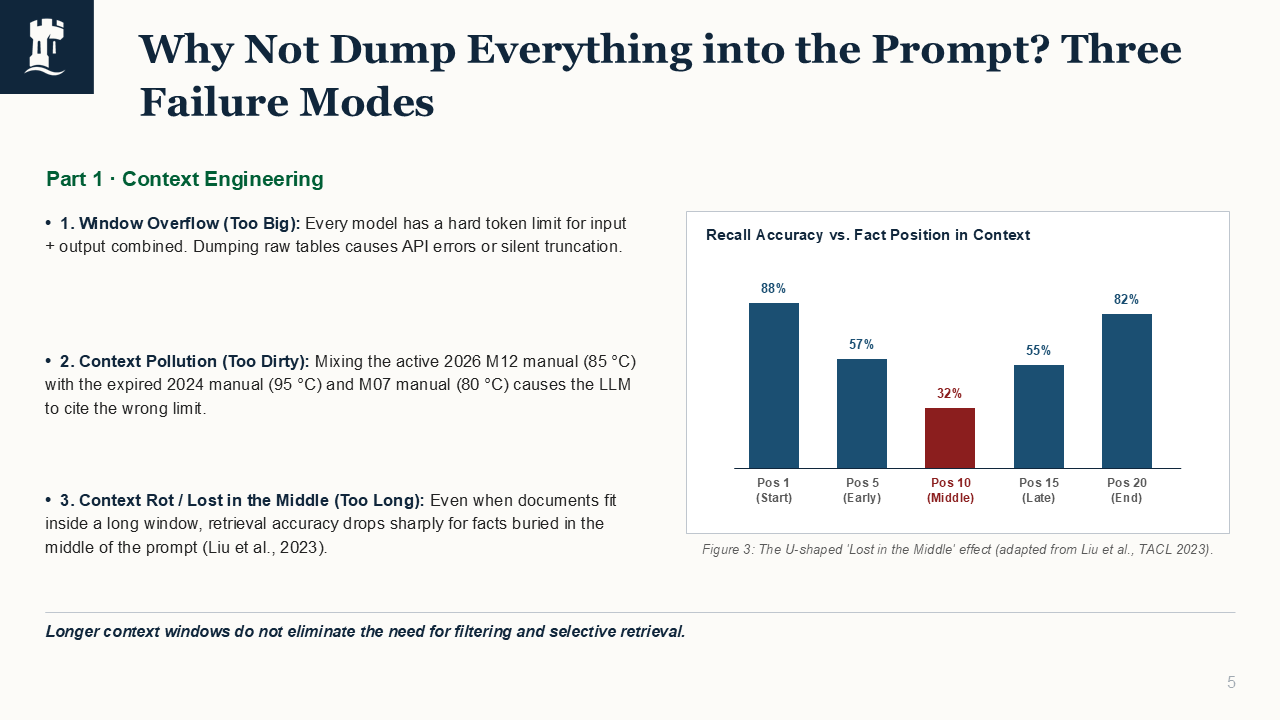 Why Not Dump Everything into the Prompt? Three
Failure Modes
Part 1 · Context Engineering
• 1. Window Overflow (Too Big): Every model has a hard token limit for input
+ output combined. Dumping raw tables causes API errors or silent truncation.
• 2. Context Pollution (Too Dirty): Mixing the active 2026 M12 manual (85 °C)
with the expired 2024 manual (95 °C) and M07 manual (80 °C) causes the LLM
to cite the wrong limit.
• 3. Context Rot / Lost in the Middle (Too Long): Even when documents fit
inside a long window, retrieval accuracy drops sharply for facts buried in the
middle of the prompt (Liu et al., 2023).
Recall Accuracy vs. Fact Position in Context
88%
57%
32%
55%
82%
Pos 1
(Start)
Pos 5
(Early)
Pos 10
(Middle)
Pos 15
(Late)
Pos 20
(End)
Figure 3: The U-shaped 'Lost in the Middle' effect (adapted from Liu et al., TACL 2023).
Longer context windows do not eliminate the need for filtering and selective retrieval.
5